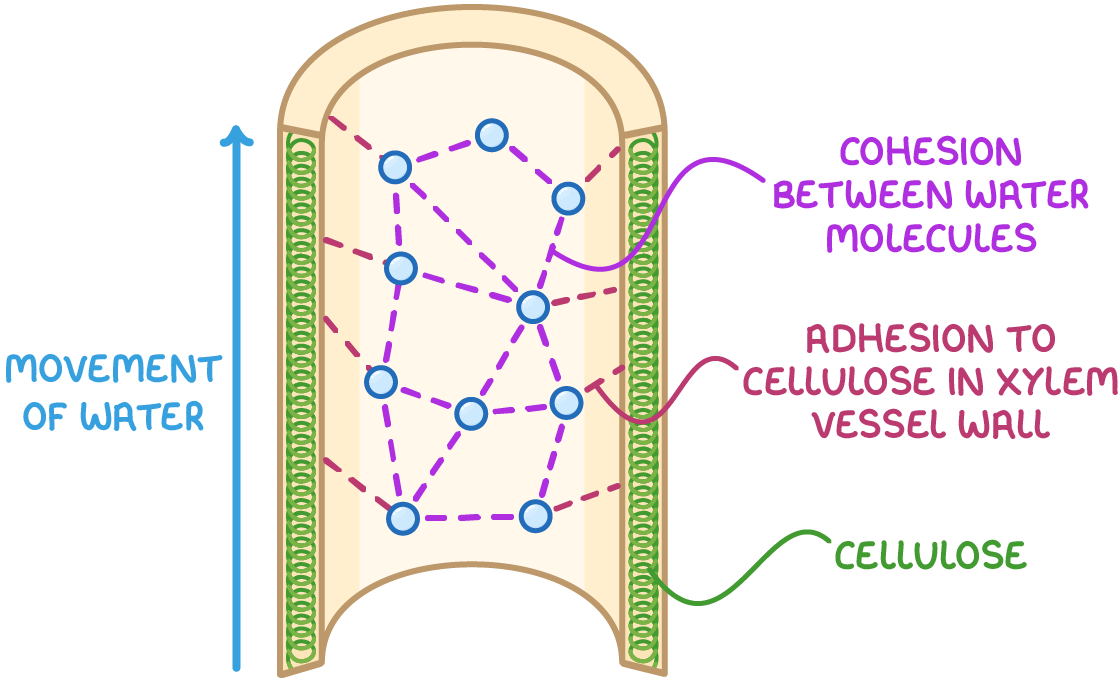 COHESION
BETWEEN WATER
MOLECULES
MOVEMENT
OF WATER
ADHESION TO
CELLULOSE IN XYLEM
VESSEL WALL
CELLULOSE